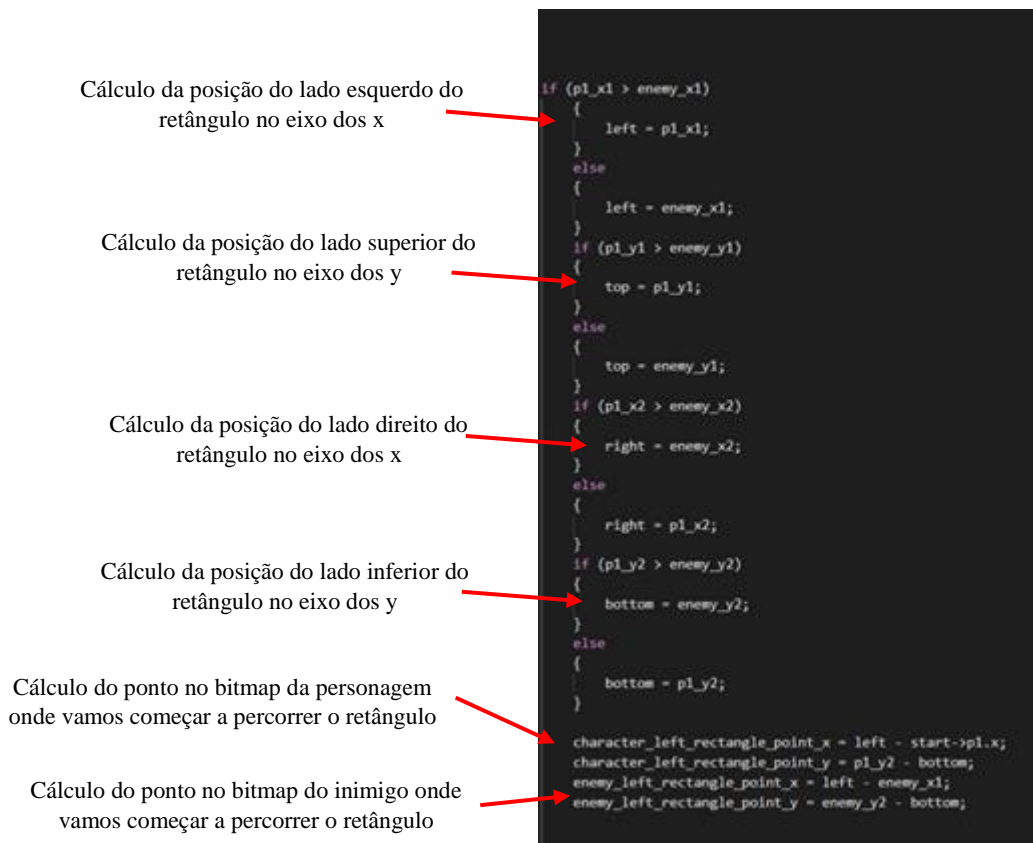 Cálculo da posição do lado esquerdo do
retângulo no eixo dos x
Cálculo da posição do lado superior do
retângulo no eixo dos y
Cálculo da posição do lado direito do
retângulo no eixo dos x
Cálculo da posição do lado inferior do
retângulo no eixo dos y
Cálculo do ponto no bitmap da personagem
onde vamos começar a percorrer o retângulo
Cálculo do ponto no bitmap do inimigo onde
vamos começar a percorrer o retângulo
if (p1_x1 > enemy_x1)
{
left = p1_x1;
}
else
{
left = enemy_x1;
}
if (p1_y1 > enemy_y1)
{
top = p1_y1;
}
else
{
top = enemy_y1;
}
if (p1_x2 > enemy_x2)
{
right = enemy_x2;
}
else
{
right = p1_x2;
}
if (p1_y2 > enemy_y2)
{
bottom = enemy_y2;
}
else
{
bottom = p1_y2;
}
character_left_rectangle_point_x = left - start->p1.x;
character_left_rectangle_point_y = p1_y2 - bottom;
enemy_left_rectangle_point_x = left - enemy_x1;
enemy_left_rectangle_point_y = enemy_y2 - bottom;